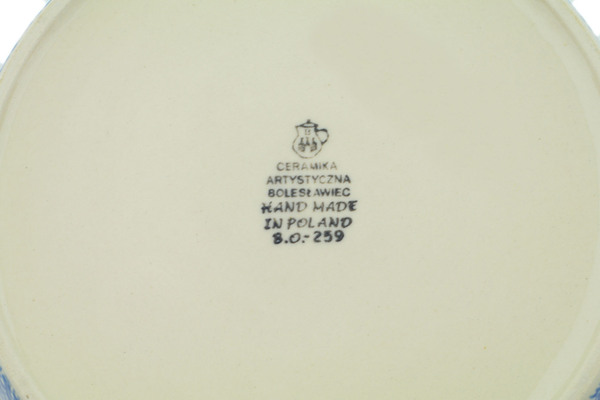 CERAMIKA
ARTYSTYCZNA
BOLESŁAWIEC
HAND MADE
IN POLAND
B.O.-259